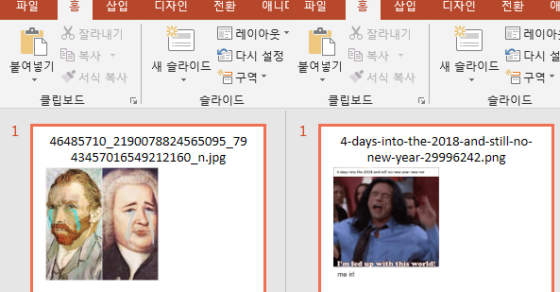 파일 홈 삽입 디자인 전환 애니
파일 홈 삽입 디자인 전환
붙여넣기
잘라내기
복사
서식 복사
클립보드
새 슬라이드
레이아웃
다시 설정
구역
슬라이드
붙여넣기
잘라내기
복사
서식 복사
클립보드
새 슬라이드
레이아
다시 설
구역
슬라이드
1
46485710_2190078824565095_79
43457016549212160_n.jpg
1
4-days-into-the-2018-and-still-no-
new-year-29996242.png
4 days into the 2018 and still no new year new me
I'm fed up with this world!
me irl